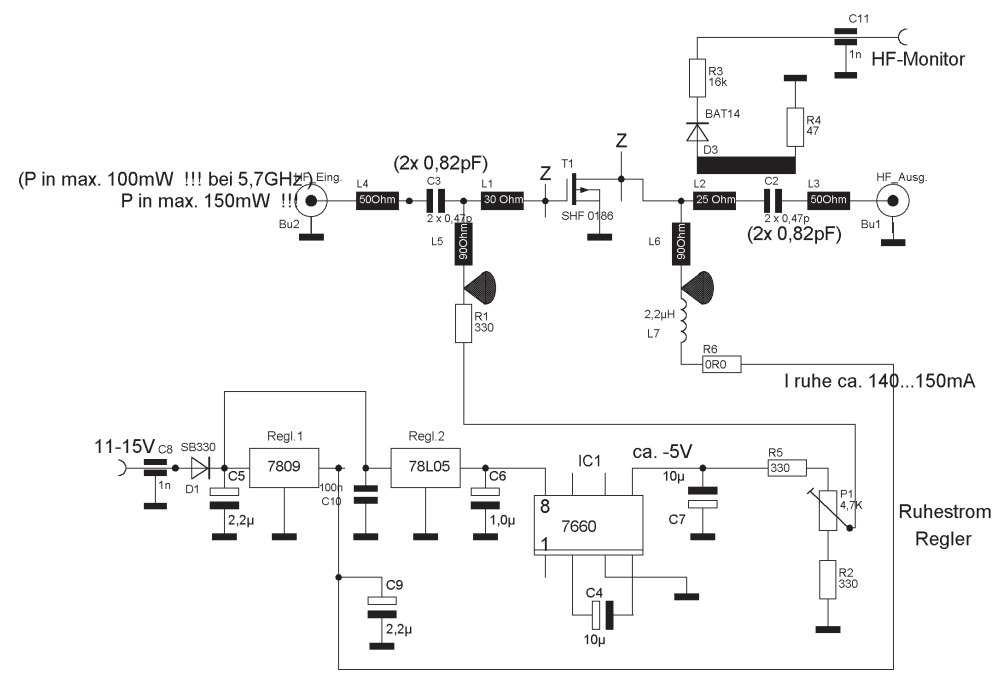 C11
1n
HF-Monitor
R3
16k
BAT14
D3
R4
47
(P in max. 100mW !!! bei 5,7GHz )
P in max. 150mW !!!
HF_Eing.
Bu2
L4
50Ohm
(2x 0,82pF)
C3
2 x 0,47p
L1
30 Ohm
Z
T1
Z
SHF 0186
L2
25 Ohm
C2
2 x 0,47p
(2x 0,82pF)
L3
50Ohm
HF_Ausg.
Bu1
L5
90Ohm
L6
90Ohm
R1
330
2,2µH
L7
R6
0R0
I ruhe ca. 140...150mA
11-15V
C8
1n
SB330
D1
C5
2,2µ
Regl.1
7809
100n
C10
Regl.2
78L05
C6
1,0µ
IC1
8
7660
1
ca. -5V
10µ
C7
R5
330
P1
4,7K
Ruhestrom
Regler
R2
330
C9
2,2µ
C4
10µ